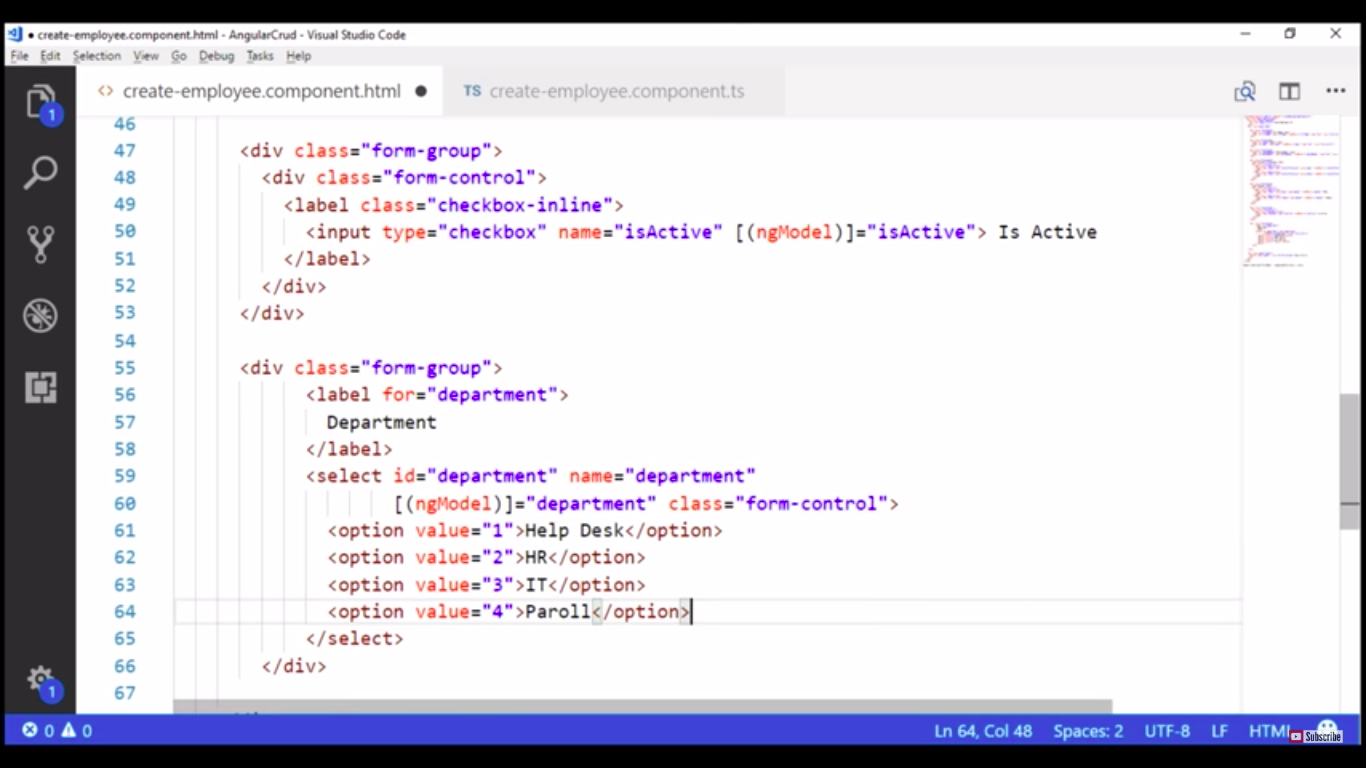 create-employee.component.html - AngularCrud - Visual Studio Code
File Edit Selection View Go Debug Tasks Help
<> create-employee.component.html ● TS create-employee.component.ts
1
46
47 <div class="form-group">
48 <div class="form-control">
49 <label class="checkbox-inline">
50 <input type="checkbox" name="isActive" [(ngModel)]="isActive"> Is Active
51 </label>
52 </div>
53 </div>
54
55 <div class="form-group">
56 <label for="department">
57 Department
58 </label>
59 <select id="department" name="department"
60 [(ngModel)]="department" class="form-control">
61 <option value="1">Help Desk</option>
62 <option value="2">HR</option>
63 <option value="3">IT</option>
64 <option value="4">Paroll</option>
65 </select>
66 </div>
67
1
0 0 Ln 64, Col 48 Spaces: 2 UTF-8 LF HTML
Subscribe